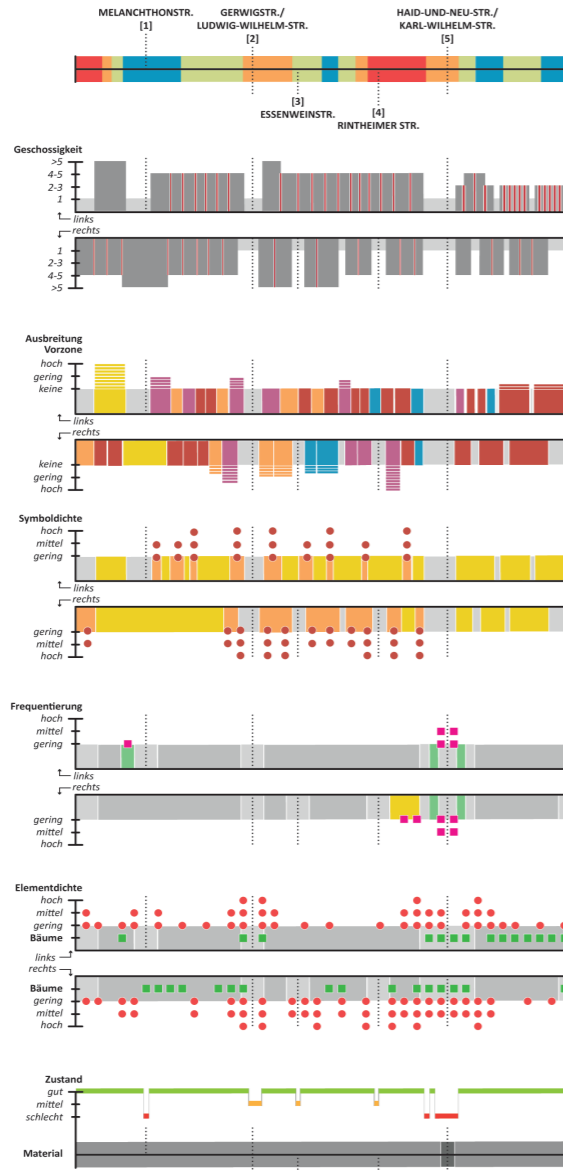 MELANCHTHONSTR.
[1]
GERWIGSTR./
LUDWIG-WILHELM-STR.
[2]
HAID-UND-NEU-STR./
KARL-WILHELM-STR.
[5]
[3]
ESSENWEINSTR.
[4]
RINTHEIMER STR.
Geschossigkeit
>5
4-5
2-3
1
links
rechts
1
2-3
4-5
>5
Ausbreitung
Vorzone
hoch
gering
keine
links
rechts
keine
gering
hoch
Symboldichte
hoch
mittel
gering
links
rechts
gering
mittel
hoch
Frequentierung
hoch
mittel
gering
links
rechts
gering
mittel
hoch
Elementdichte
hoch
mittel
gering
Bäume
links
rechts
Bäume
gering
mittel
hoch
Zustand
gut
mittel
schlecht
Material